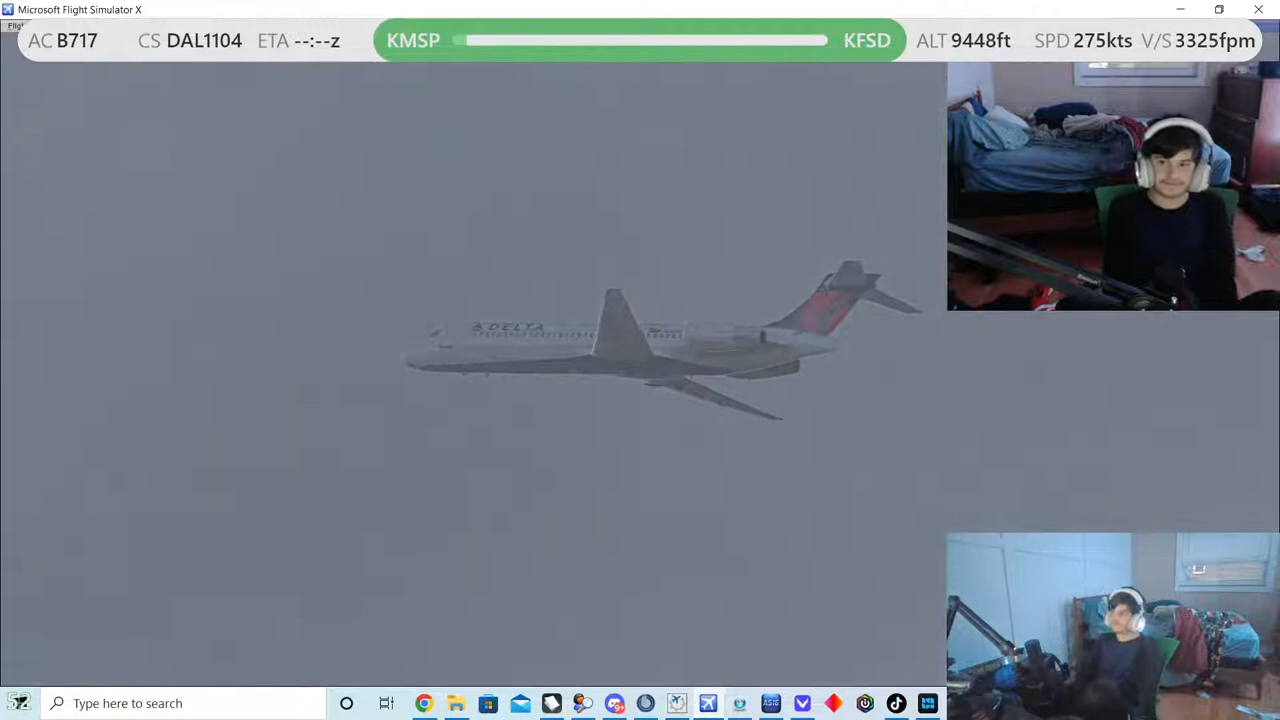 Microsoft Flight Simulator X
AC B717 CS DAL1104 ETA --:--z KMSP KFSD ALT 9448ft SPD 275kts V/S 3325fpm
DELTA
Type here to search